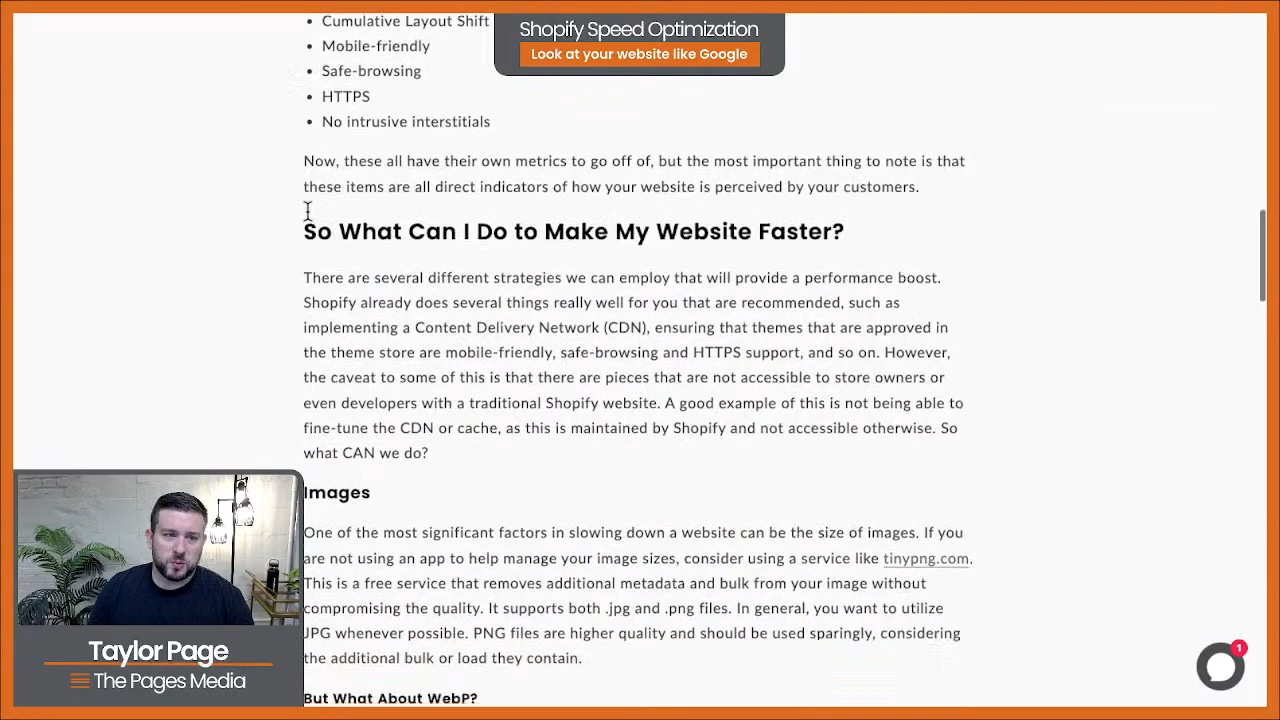 Shopify Speed Optimization
Look at your website like Google
• Cumulative Layout Shift
• Mobile-friendly
• Safe-browsing
• HTTPS
• No intrusive interstitials
Now, these all have their own metrics to go off of, but the most important thing to note is that
these items are all direct indicators of how your website is perceived by your customers.
So What Can I Do to Make My Website Faster?
There are several different strategies we can employ that will provide a performance boost.
Shopify already does several things really well for you that are recommended, such as
implementing a Content Delivery Network (CDN), ensuring that themes that are approved in
the theme store are mobile-friendly, safe-browsing and HTTPS support, and so on. However,
the caveat to some of this is that there are pieces that are not accessible to store owners or
even developers with a traditional Shopify website. A good example of this is not being able to
fine-tune the CDN or cache, as this is maintained by Shopify and not accessible otherwise. So
what CAN we do?
Images
One of the most significant factors in slowing down a website can be the size of images. If you
are not using an app to help manage your image sizes, consider using a service like tinypng.com.
This is a free service that removes additional metadata and bulk from your image without
compromising the quality. It supports both .jpg and .png files. In general, you want to utilize
JPG whenever possible. PNG files are higher quality and should be used sparingly, considering
the additional bulk or load they contain.
But What About WebP?
Taylor Page
The Pages Media
1